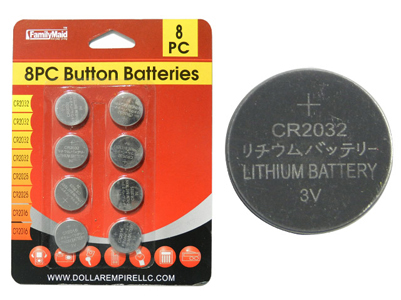 FamilyMaid
8
PC
8PC Button Batteries
CR2032
CR2032
CR2032
CR2032
CR2025
CR2025
CR2016
CR2016
WWW.DOLLAREMPIRELLC.COM
+
CR2032
リチウムバッテリー
LITHIUM BATTERY
3V